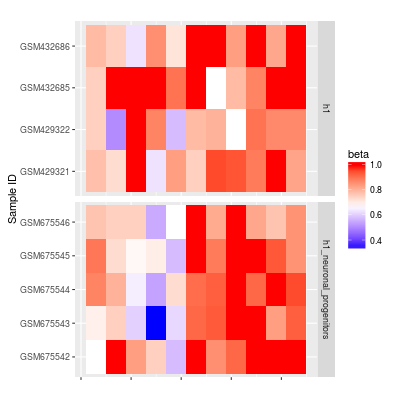 GSM432686
GSM432685
GSM429322
GSM429321
h1
GSM675546
GSM675545
GSM675544
GSM675543
GSM675542
h1_neuronal_progenitors
Sample ID
beta
1.0
0.8
0.6
0.4